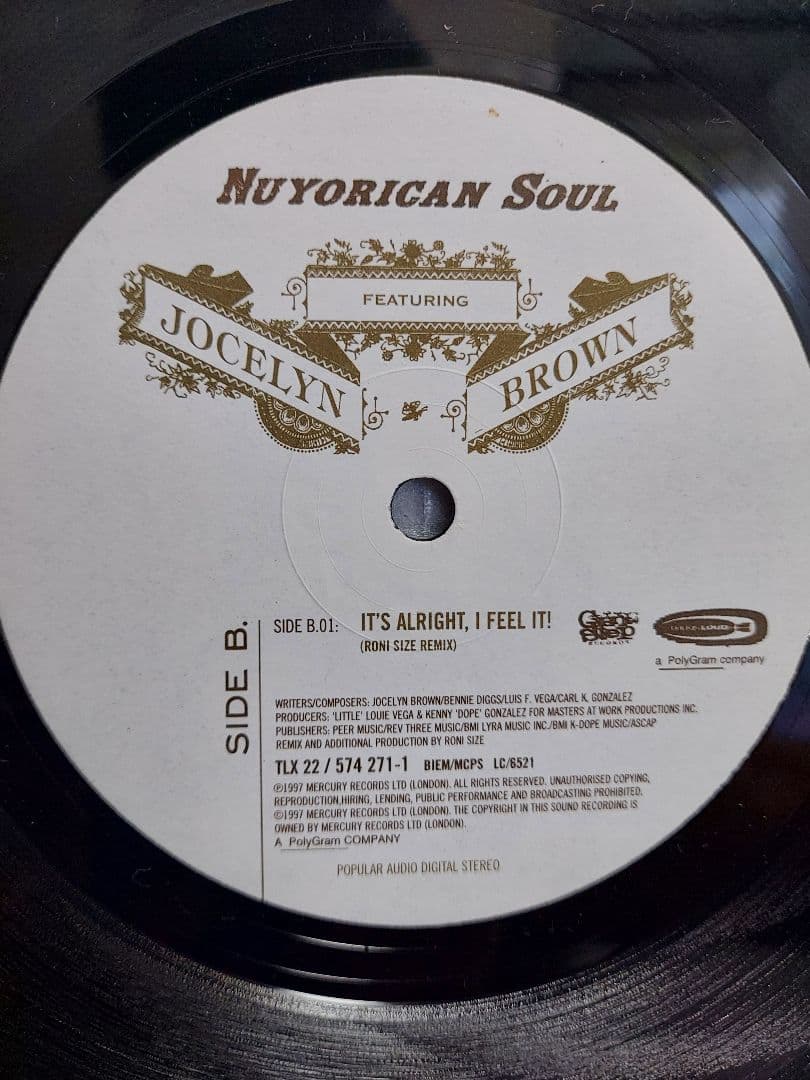 NUYORICAN SOUL
FEATURING
JOCELYN BROWN
SIDE B.
SIDE B.01: IT'S ALRIGHT, I FEEL IT!
(RONI SIZE REMIX)
GIANT STEP
RECORDS
TALKIN LOUD
a PolyGram company
WRITERS/COMPOSERS: JOCELYN BROWN/BENNIE DIGGS/LUIS F. VEGA/CARL K. GONZALEZ
PRODUCERS: 'LITTLE' LOUIE VEGA & KENNY 'DOPE' GONZALEZ FOR MASTERS AT WORK PRODUCTIONS INC.
PUBLISHERS: PEER MUSIC/REV THREE MUSIC/BMI LYRA MUSIC INC./BMI K-DOPE MUSIC/ASCAP
REMIX AND ADDITIONAL PRODUCTION BY RONI SIZE
TLX 22 / 574 271-1 BIEM/MCPS LC/6521
℗1997 MERCURY RECORDS LTD (LONDON). ALL RIGHTS RESERVED. UNAUTHORISED COPYING,
REPRODUCTION,HIRING, LENDING, PUBLIC PERFORMANCE AND BROADCASTING PROHIBITED.
©1997 MERCURY RECORDS LTD (LONDON). THE COPYRIGHT IN THIS SOUND RECORDING IS
OWNED BY MERCURY RECORDS LTD (LONDON).
A PolyGram COMPANY
POPULAR AUDIO DIGITAL STEREO